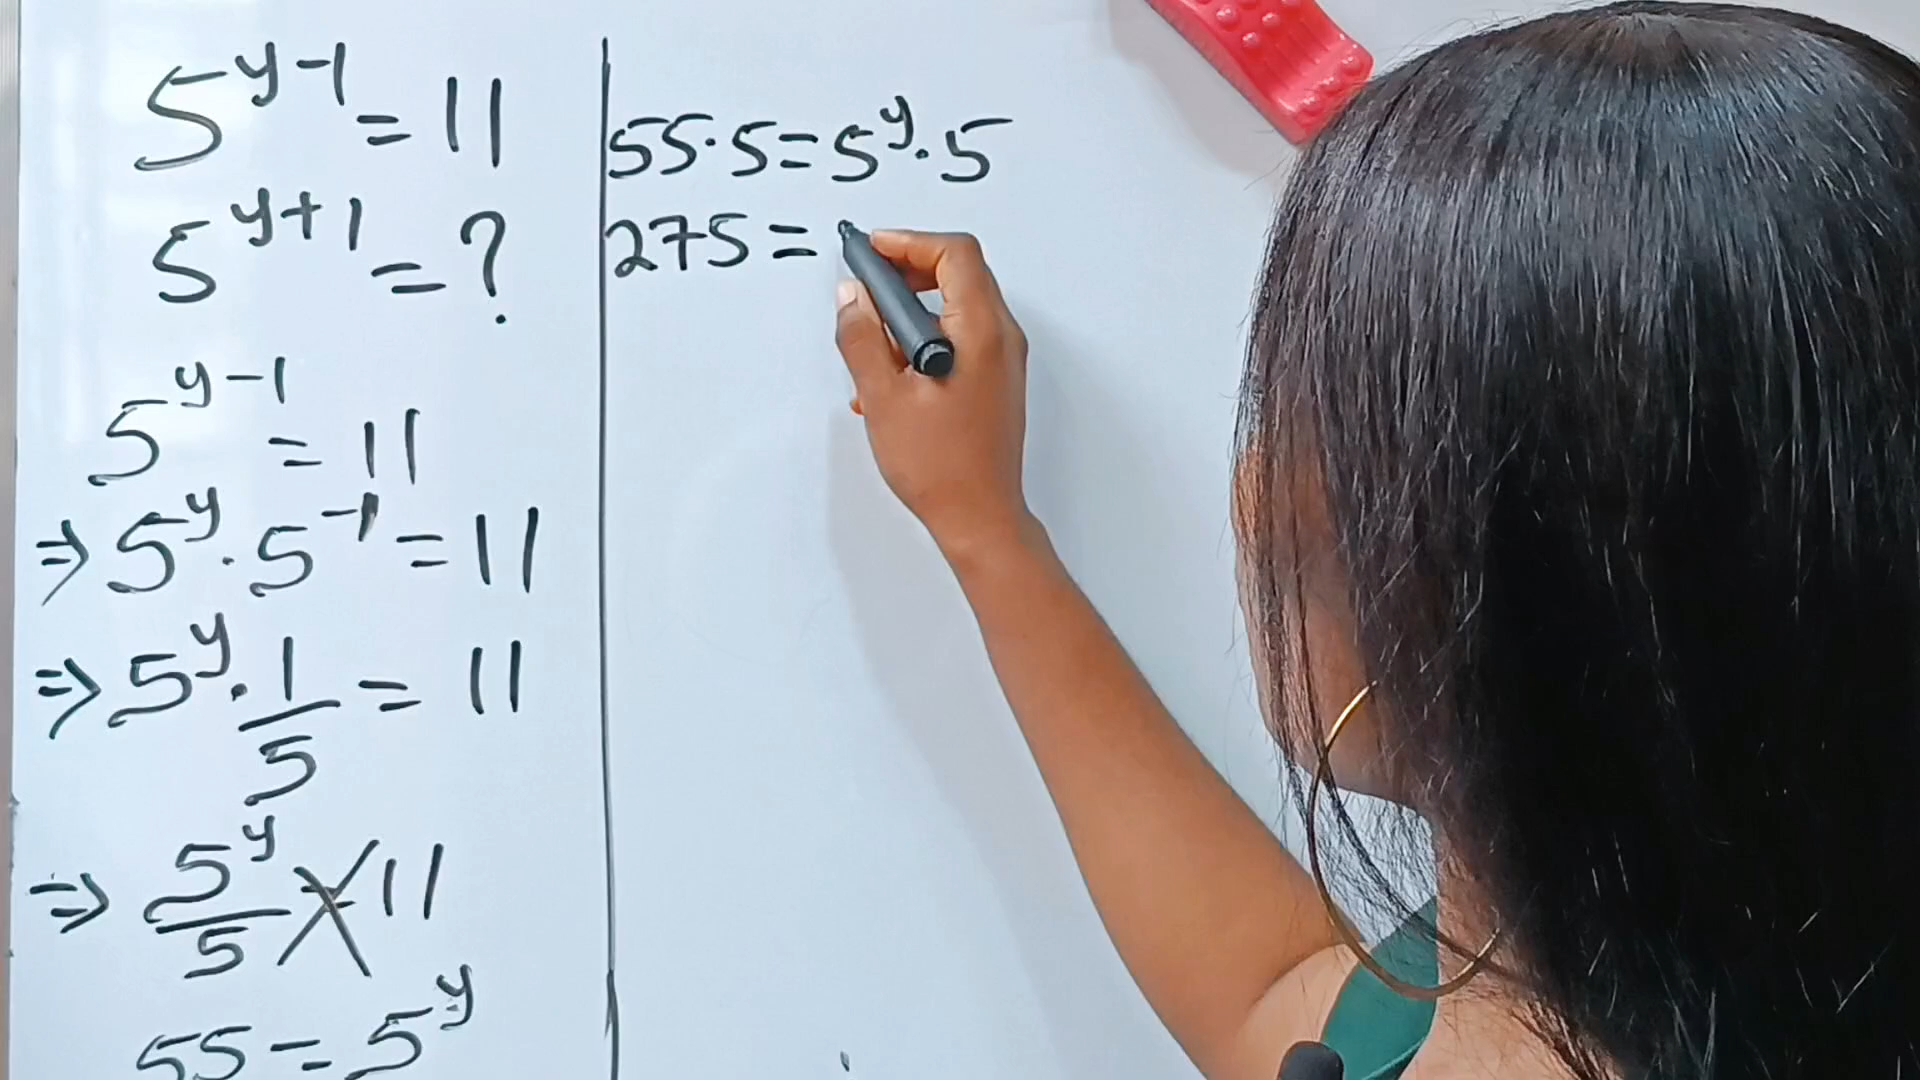 5^{y-1} = 11
5^{y+1} = ?
5^{y-1} = 11
⇒ 5^y · 5^{-1} = 11
⇒ 5^y · 1/5 = 11
⇒ 5^y/5 = 11
55 = 5^y
55·5 = 5^y·5
275 =